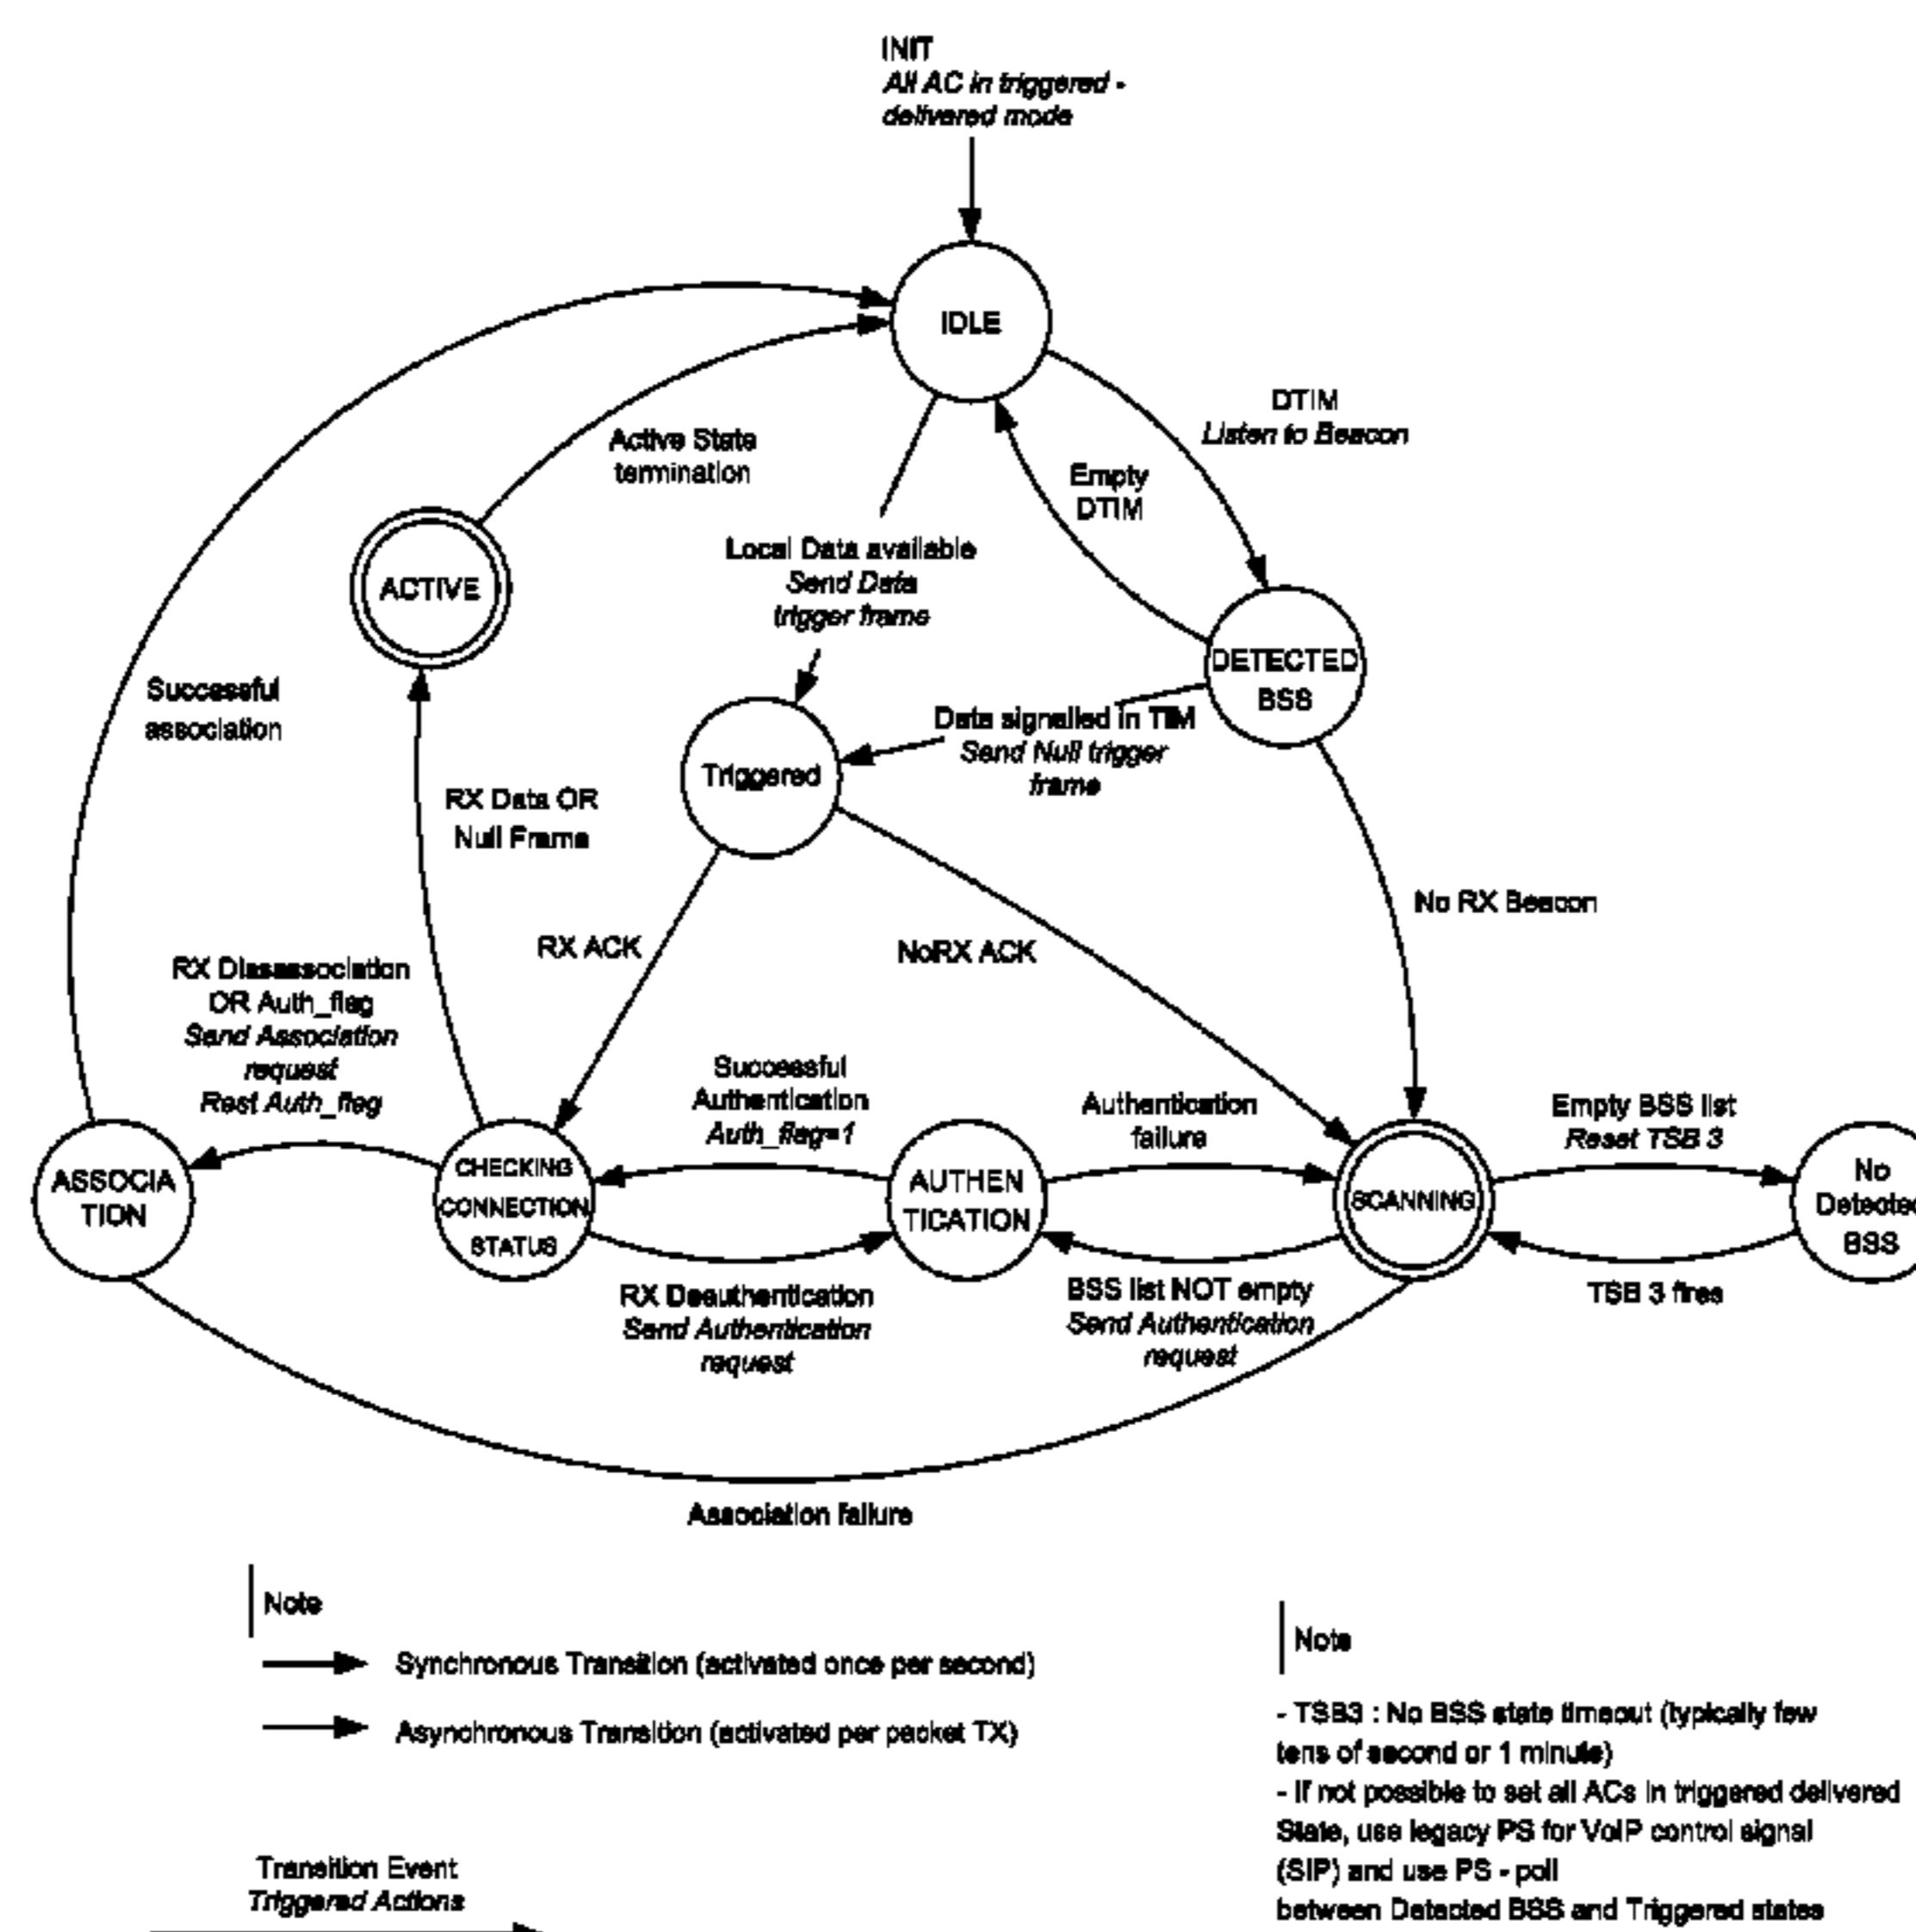 INIT
All AC in triggered -
delivered mode
IDLE
DTIM
Listen to Beacon
Active State
termination
Empty
DTIM
Local Data available
Send Data
trigger frame
ACTIVE
DETECTED
BSS
Successful
association
Data signalled in TIM
Send Null trigger
frame
Triggered
RX Data OR
Null Frame
No RX Beacon
RX ACK
NoRX ACK
RX Disassociation
OR Auth_flag
Send Association
request
Rest Auth_flag
Successful
Authentication
Auth_flag=1
Authentication
failure
Empty BSS list
Reset TSB 3
ASSOCIA
TION
CHECKING
CONNECTION
STATUS
AUTHEN
TICATION
SCANNING
No
Detected
BSS
RX Deauthentication
Send Authentication
request
BSS list NOT empty
Send Authentication
request
TSB 3 fires
Association failure
Note
Synchronous Transition (activated once per second)
Asynchronous Transition (activated per packet TX)
Transition Event
Triggered Actions
Note
- TSB3 : No BSS state timeout (typically few
tens of second or 1 minute)
- If not possible to set all ACs in triggered delivered
State, use legacy PS for VoIP control signal
(SIP) and use PS - poll
between Detected BSS and Triggered states